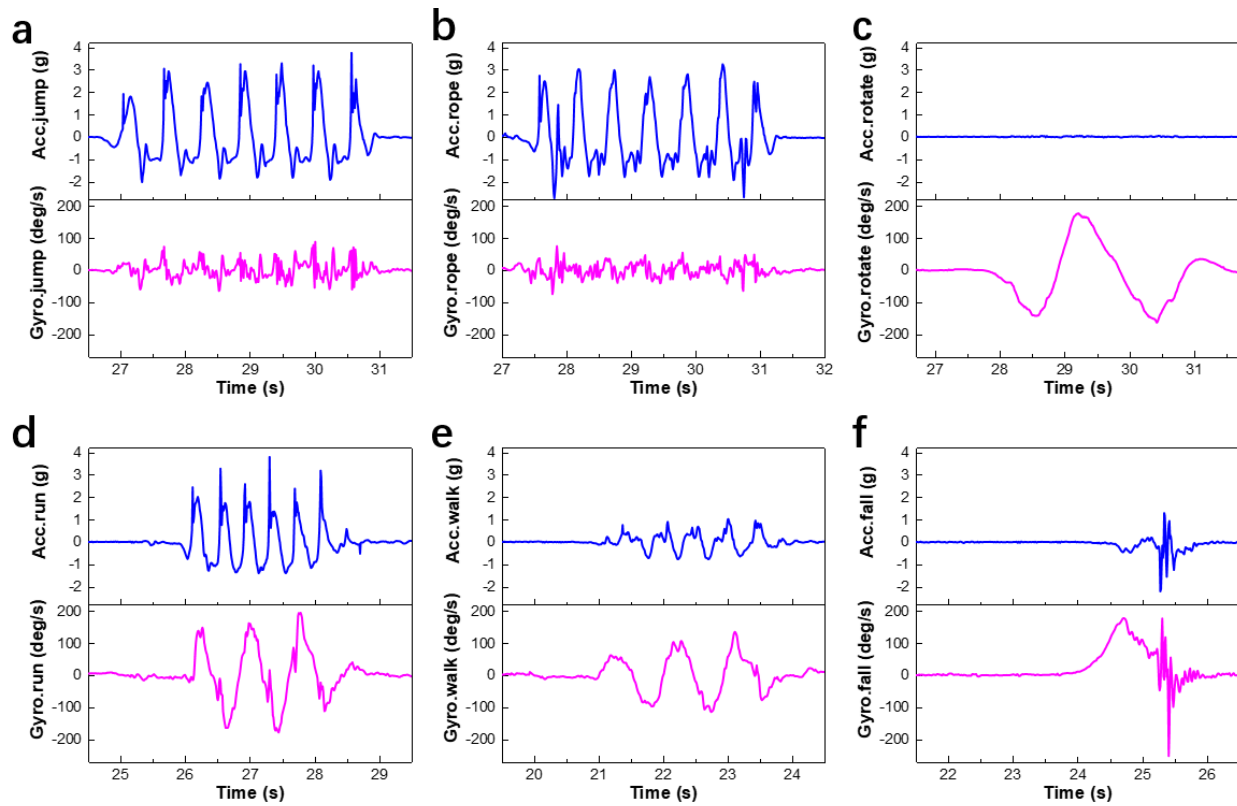 a
4
3
2
1
0
-1
-2
Acc.jump (g)
200
100
0
-100
-200
Gyro.jump (deg/s)
27 28 29 30 31
Time (s)
b
4
3
2
1
0
-1
-2
Acc.rope (g)
200
100
0
-100
-200
Gyro.rope (deg/s)
27 28 29 30 31 32
Time (s)
c
4
3
2
1
0
-1
-2
Acc.rotate (g)
200
100
0
-100
-200
Gyro.rotate (deg/s)
27 28 29 30 31
Time (s)
d
4
3
2
1
0
-1
-2
Acc.run (g)
200
100
0
-100
-200
Gyro.run (deg/s)
25 26 27 28 29
Time (s)
e
4
3
2
1
0
-1
-2
Acc.walk (g)
200
100
0
-100
-200
Gyro.walk (deg/s)
20 21 22 23 24
Time (s)
f
4
3
2
1
0
-1
-2
Acc.fall (g)
200
100
0
-100
-200
Gyro.fall (deg/s)
22 23 24 25 26
Time (s)